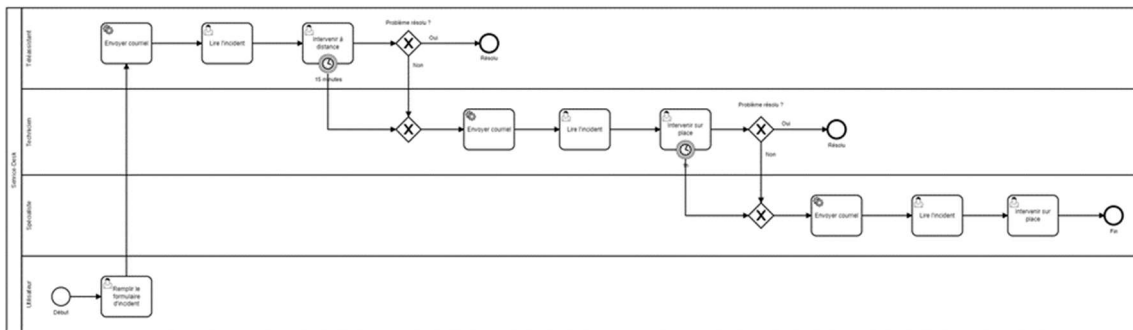 Service-Desk
Téléassistant
Envoyer courriel
Lire l'incident
Intervenir à
distance
15 minutes
Problème résolu ?
Oui
Résolu
Non
Technicien
Envoyer courriel
Lire l'incident
Intervenir sur
place
Problème résolu ?
Oui
Résolu
Non
Spécialiste
Envoyer courriel
Lire l'incident
Intervenir sur
place
Fin
Utilisateur
Début
Remplir le
formulaire
d'incident